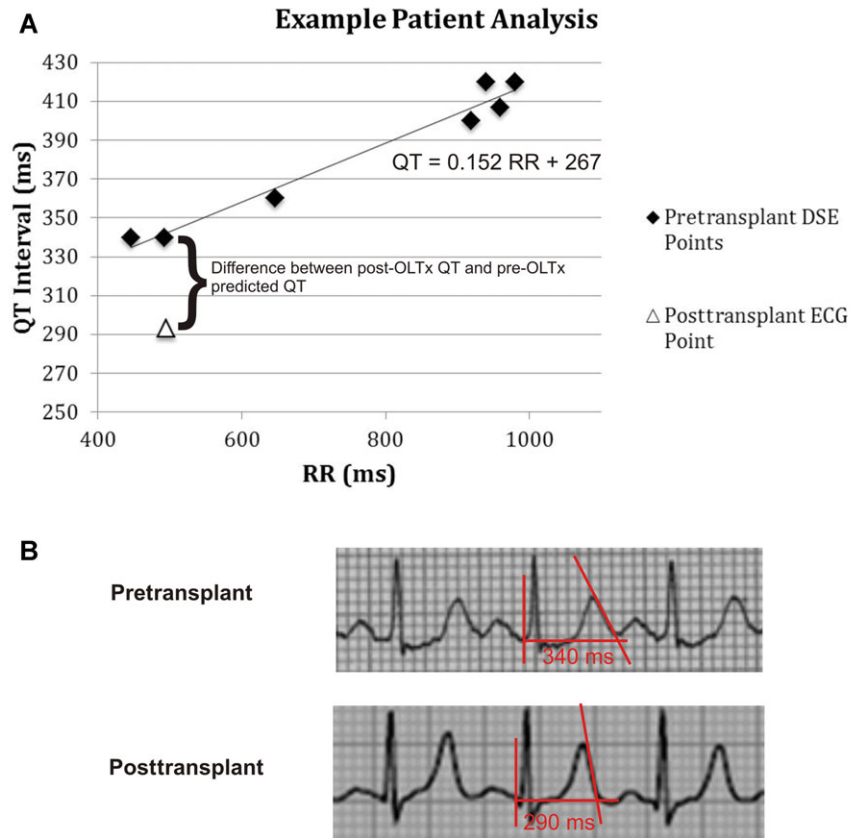 A
Example Patient Analysis
430
410
390
370
350
330
310
290
270
250
QT Interval (ms)
QT = 0.152 RR + 267
Difference between post-OLTx QT and pre-OLTx
predicted QT
400
600
800
1000
RR (ms)
Pretransplant DSE
Points
Posttransplant ECG
Point
B
Pretransplant
340 ms
Posttransplant
290 ms